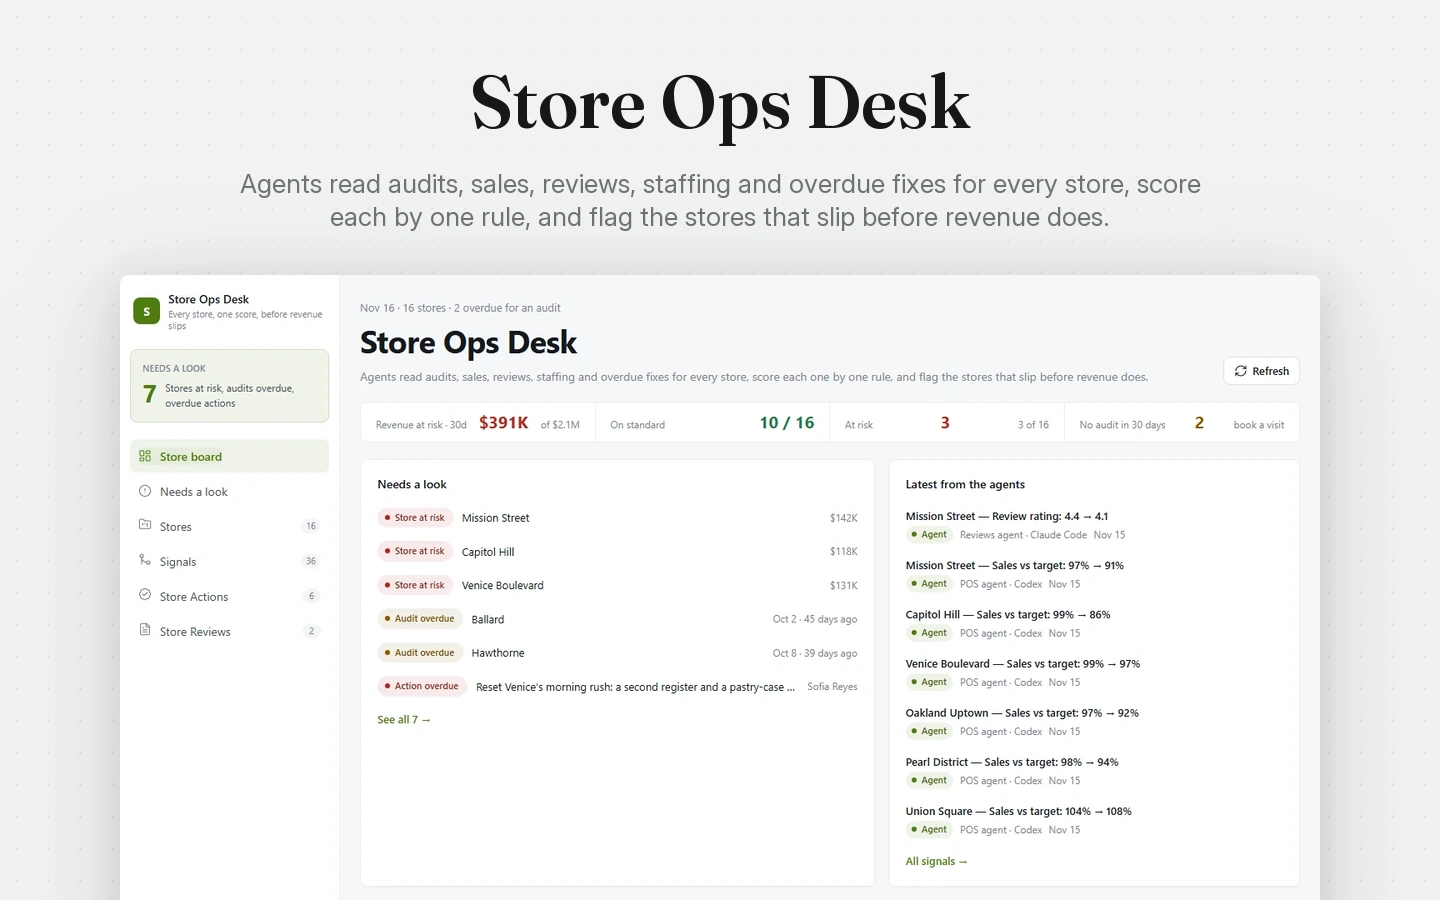 Store Ops Desk
Agents read audits, sales, reviews, staffing and overdue fixes for every store, score
each by one rule, and flag the stores that slip before revenue does.
S
Store Ops Desk
Every store, one score, before revenue
slips
NEEDS A LOOK
7
Stores at risk, audits overdue,
overdue actions
Store board
Needs a look
Stores 16
Signals 36
Store Actions 6
Store Reviews 2
Nov 16 · 16 stores · 2 overdue for an audit
Store Ops Desk
Agents read audits, sales, reviews, staffing and overdue fixes for every store, score each one by one rule, and flag the stores that slip before revenue does.
Refresh
Revenue at risk · 30d $391K of $2.1M
On standard 10 / 16
At risk 3 3 of 16
No audit in 30 days 2 book a visit
Needs a look
Store at risk Mission Street $142K
Store at risk Capitol Hill $118K
Store at risk Venice Boulevard $131K
Audit overdue Ballard Oct 2 · 45 days ago
Audit overdue Hawthorne Oct 8 · 39 days ago
Action overdue Reset Venice's morning rush: a second register and a pastry-case ... Sofia Reyes
See all 7 →
Latest from the agents
Mission Street — Review rating: 4.4 → 4.1
Agent Reviews agent · Claude Code Nov 15
Mission Street — Sales vs target: 97% → 91%
Agent POS agent · Codex Nov 15
Capitol Hill — Sales vs target: 99% → 86%
Agent POS agent · Codex Nov 15
Venice Boulevard — Sales vs target: 99% → 97%
Agent POS agent · Codex Nov 15
Oakland Uptown — Sales vs target: 97% → 92%
Agent POS agent · Codex Nov 15
Pearl District — Sales vs target: 98% → 94%
Agent POS agent · Codex Nov 15
Union Square — Sales vs target: 104% → 108%
Agent POS agent · Codex Nov 15
All signals →